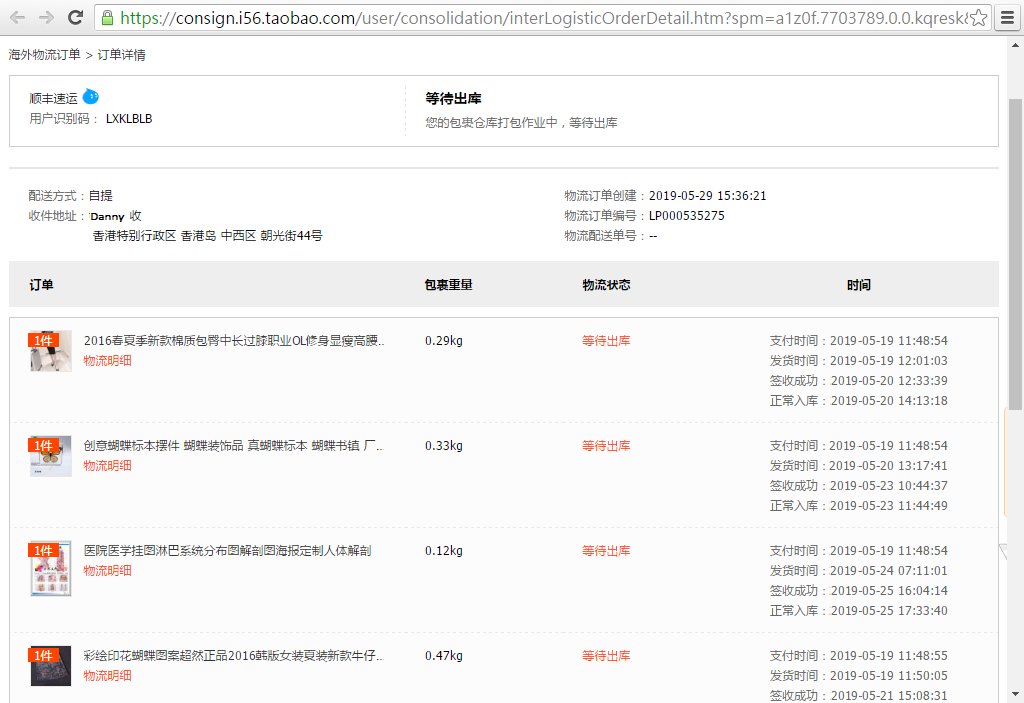 https://consign.i56.taobao.com/user/consolidation/interLogisticOrderDetail.htm?spm=a1z0f.7703789.0.0.kqresk&
海外物流订单 > 订单详情
顺丰速运
用户识别码： LXKLBLB
等待出库
您的包裹仓库打包作业中，等待出库
配送方式：自提
收件地址：Danny 收
香港特别行政区 香港岛 中西区 朝光街44号
物流订单创建：2019-05-29 15:36:21
物流订单编号：LP000535275
物流配送单号：--
订单 包裹重量 物流状态 时间
1件
2016春夏季新款棉质包臀中长过膝职业OL修身显瘦高腰..
物流明细
0.29kg
等待出库
支付时间：2019-05-19 11:48:54
发货时间：2019-05-19 12:01:03
签收成功：2019-05-20 12:33:39
正常入库：2019-05-20 14:13:18
1件
创意蝴蝶标本摆件 蝴蝶装饰品 真蝴蝶标本 蝴蝶书镇 厂...
物流明细
0.33kg
等待出库
支付时间：2019-05-19 11:48:54
发货时间：2019-05-20 13:17:41
签收成功：2019-05-23 10:44:37
正常入库：2019-05-23 11:44:49
1件
医院医学挂图淋巴系统分布图解剖图海报定制人体解剖
物流明细
0.12kg
等待出库
支付时间：2019-05-19 11:48:54
发货时间：2019-05-24 07:11:01
签收成功：2019-05-25 16:04:14
正常入库：2019-05-25 17:33:40
1件
彩绘印花蝴蝶图案超然正品2016韩版女装夏装新款牛仔...
物流明细
0.47kg
等待出库
支付时间：2019-05-19 11:48:55
发货时间：2019-05-19 11:50:05
签收成功：2019-05-21 15:08:31